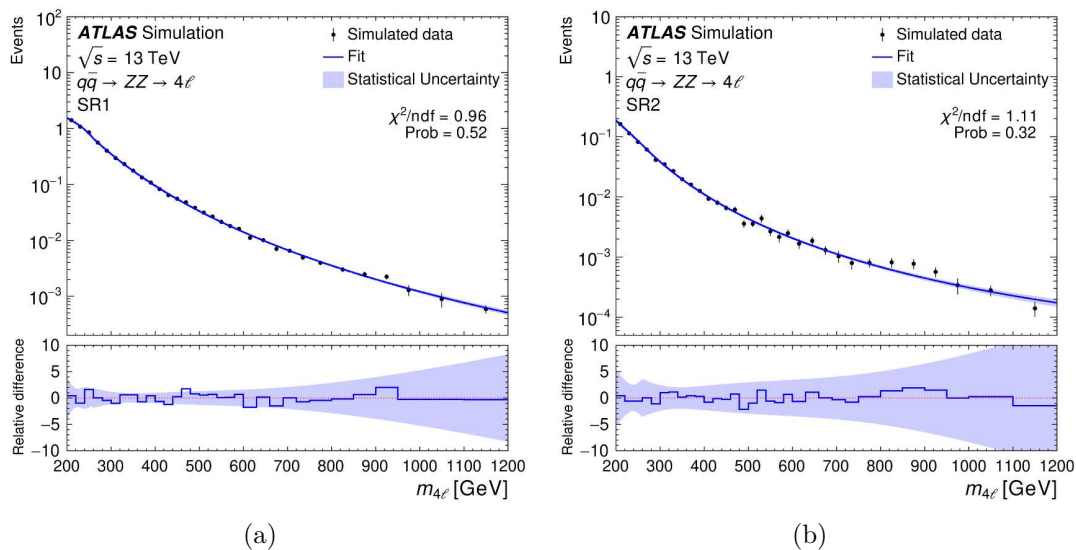 Events
10²
10
1
10⁻¹
10⁻²
10⁻³
ATLAS Simulation
√s = 13 TeV
qq̅ → ZZ → 4ℓ
SR1
Simulated data
Fit
Statistical Uncertainty
χ²/ndf = 0.96
Prob = 0.52
Relative difference
10
5
0
−5
−10
200 300 400 500 600 700 800 900 1000 1100 1200
m4ℓ [GeV]
(a)
Events
10
1
10⁻¹
10⁻²
10⁻³
10⁻⁴
ATLAS Simulation
√s = 13 TeV
qq̅ → ZZ → 4ℓ
SR2
Simulated data
Fit
Statistical Uncertainty
χ²/ndf = 1.11
Prob = 0.32
Relative difference
10
5
0
−5
−10
200 300 400 500 600 700 800 900 1000 1100 1200
m4ℓ [GeV]
(b)